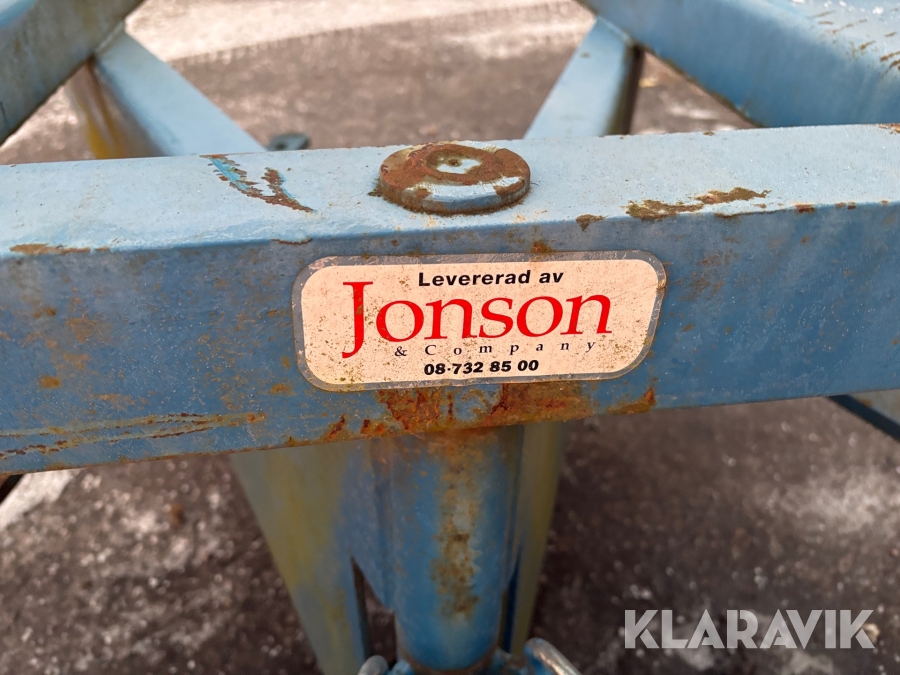 Levererad av
Jonson
& Company
08-732 85 00
KLARAVIK